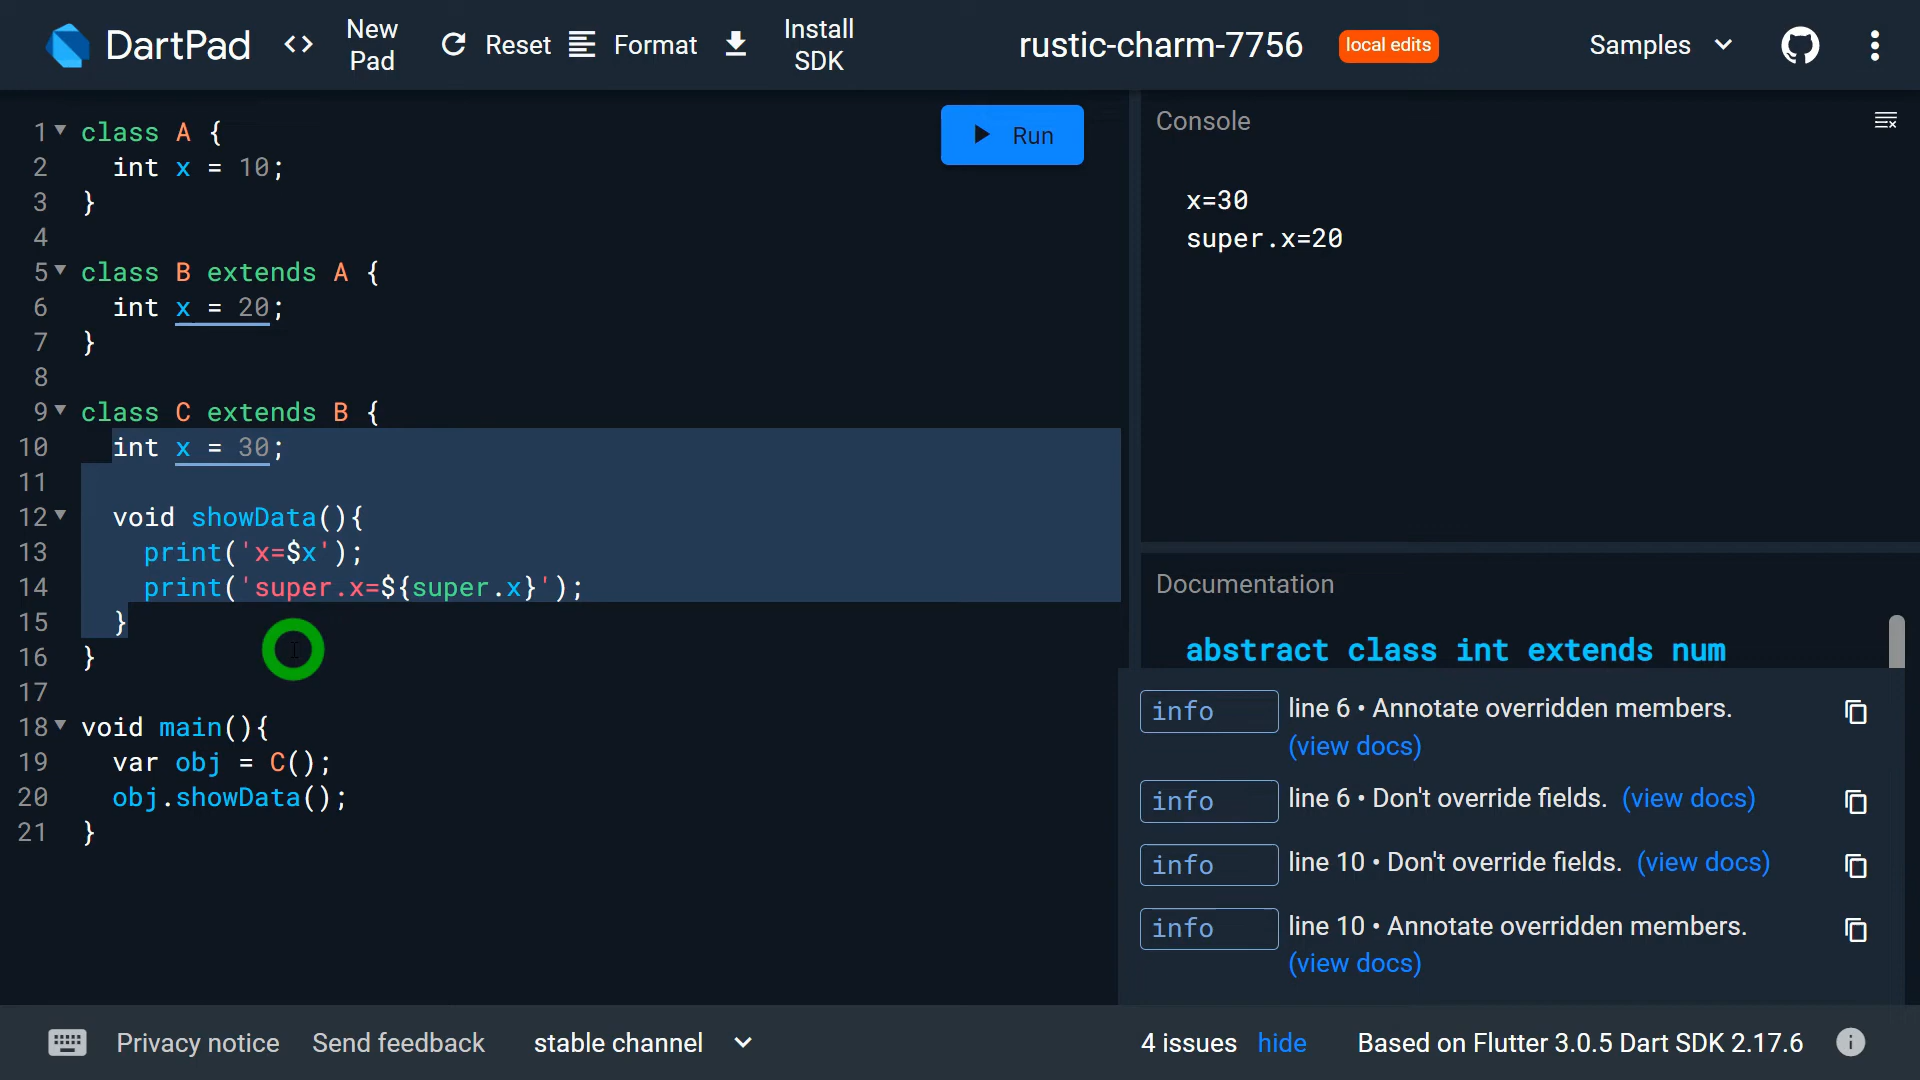 DartPad <> New Pad Reset Format Install SDK rustic-charm-7756 local edits Samples
1 class A {
2 int x = 10;
3 }
4
5 class B extends A {
6 int x = 20;
7 }
8
9 class C extends B {
10 int x = 30;
11
12 void showData(){
13 print('x=$x');
14 print('super.x=${super.x}');
15 }
16 }
17
18 void main(){
19 var obj = C();
20 obj.showData();
21 }
Run
Console
x=30
super.x=20
Documentation
abstract class int extends num
info line 6 • Annotate overridden members.
(view docs)
info line 6 • Don't override fields. (view docs)
info line 10 • Don't override fields. (view docs)
info line 10 • Annotate overridden members.
(view docs)
Privacy notice Send feedback stable channel 4 issues hide Based on Flutter 3.0.5 Dart SDK 2.17.6